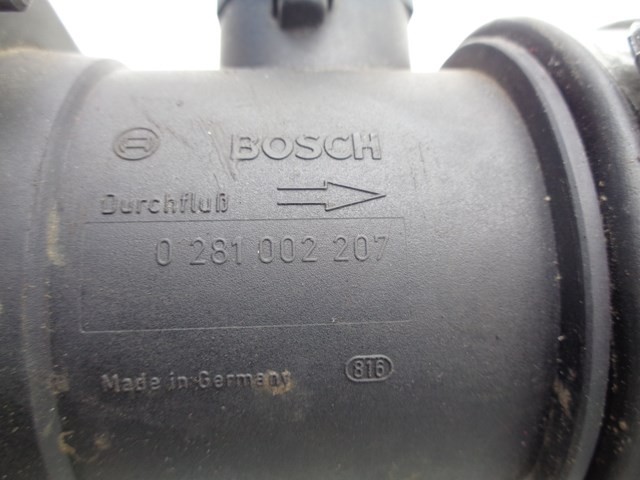 BOSCH
Durchfluß
0 281 002 207
Made in Germany 816